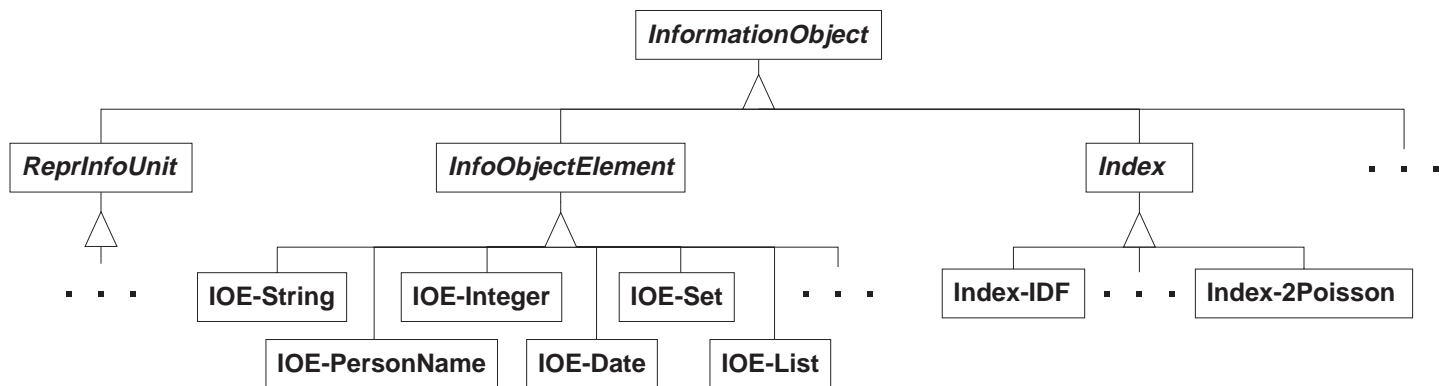 InformationObject
ReprInfoUnit InfoObjectElement Index . . .
. . . IOE-String IOE-Integer IOE-Set . . . Index-IDF . . . Index-2Poisson
IOE-PersonName IOE-Date IOE-List